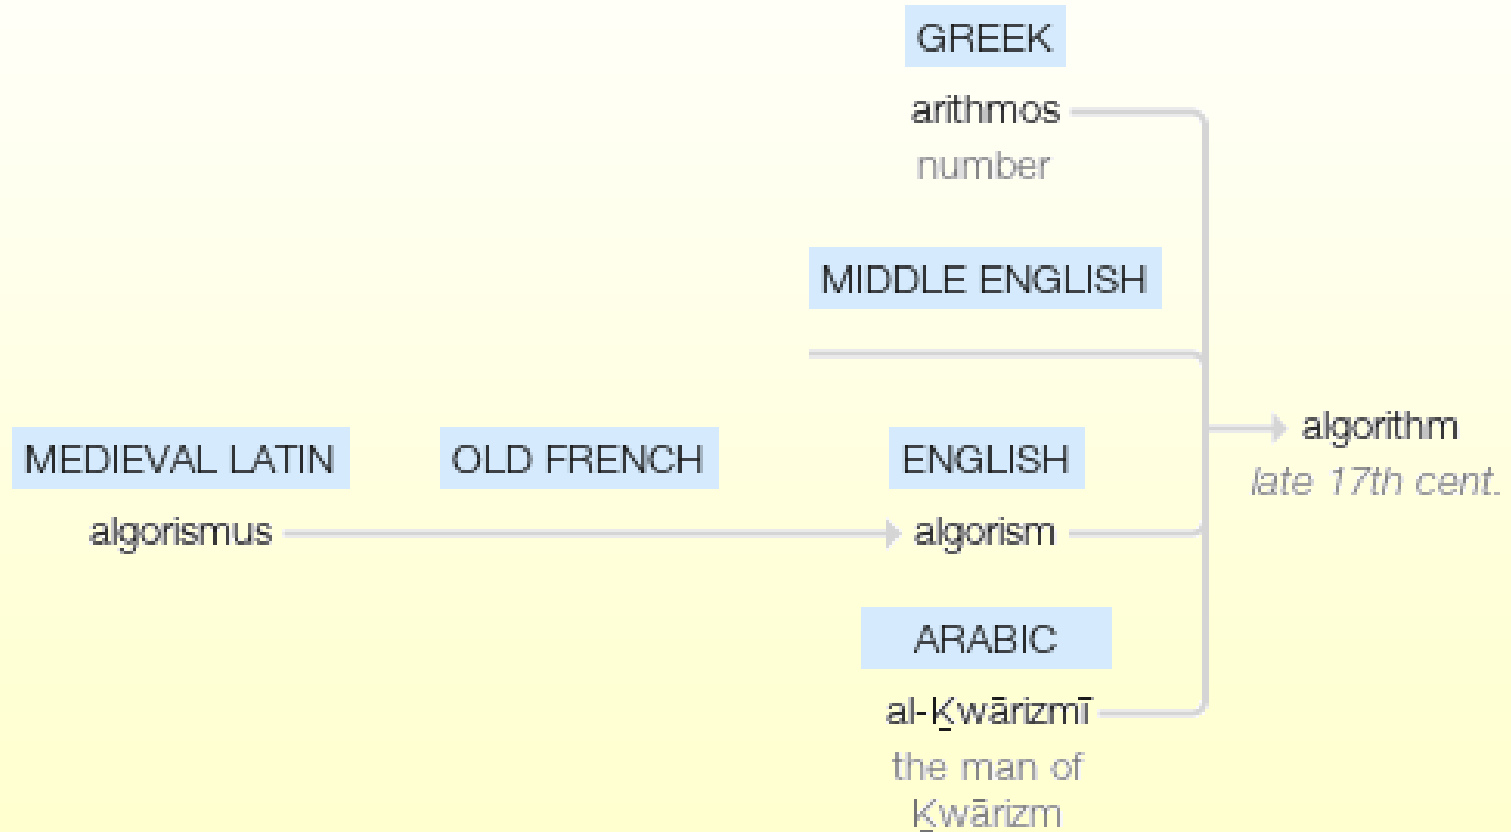 GREEK
arithmos
number
MIDDLE ENGLISH
MEDIEVAL LATIN OLD FRENCH ENGLISH
algorithm
late 17th cent.
algorismus algorism
ARABIC
al-Ḵwārizmī
the man of
Ḵwārizm